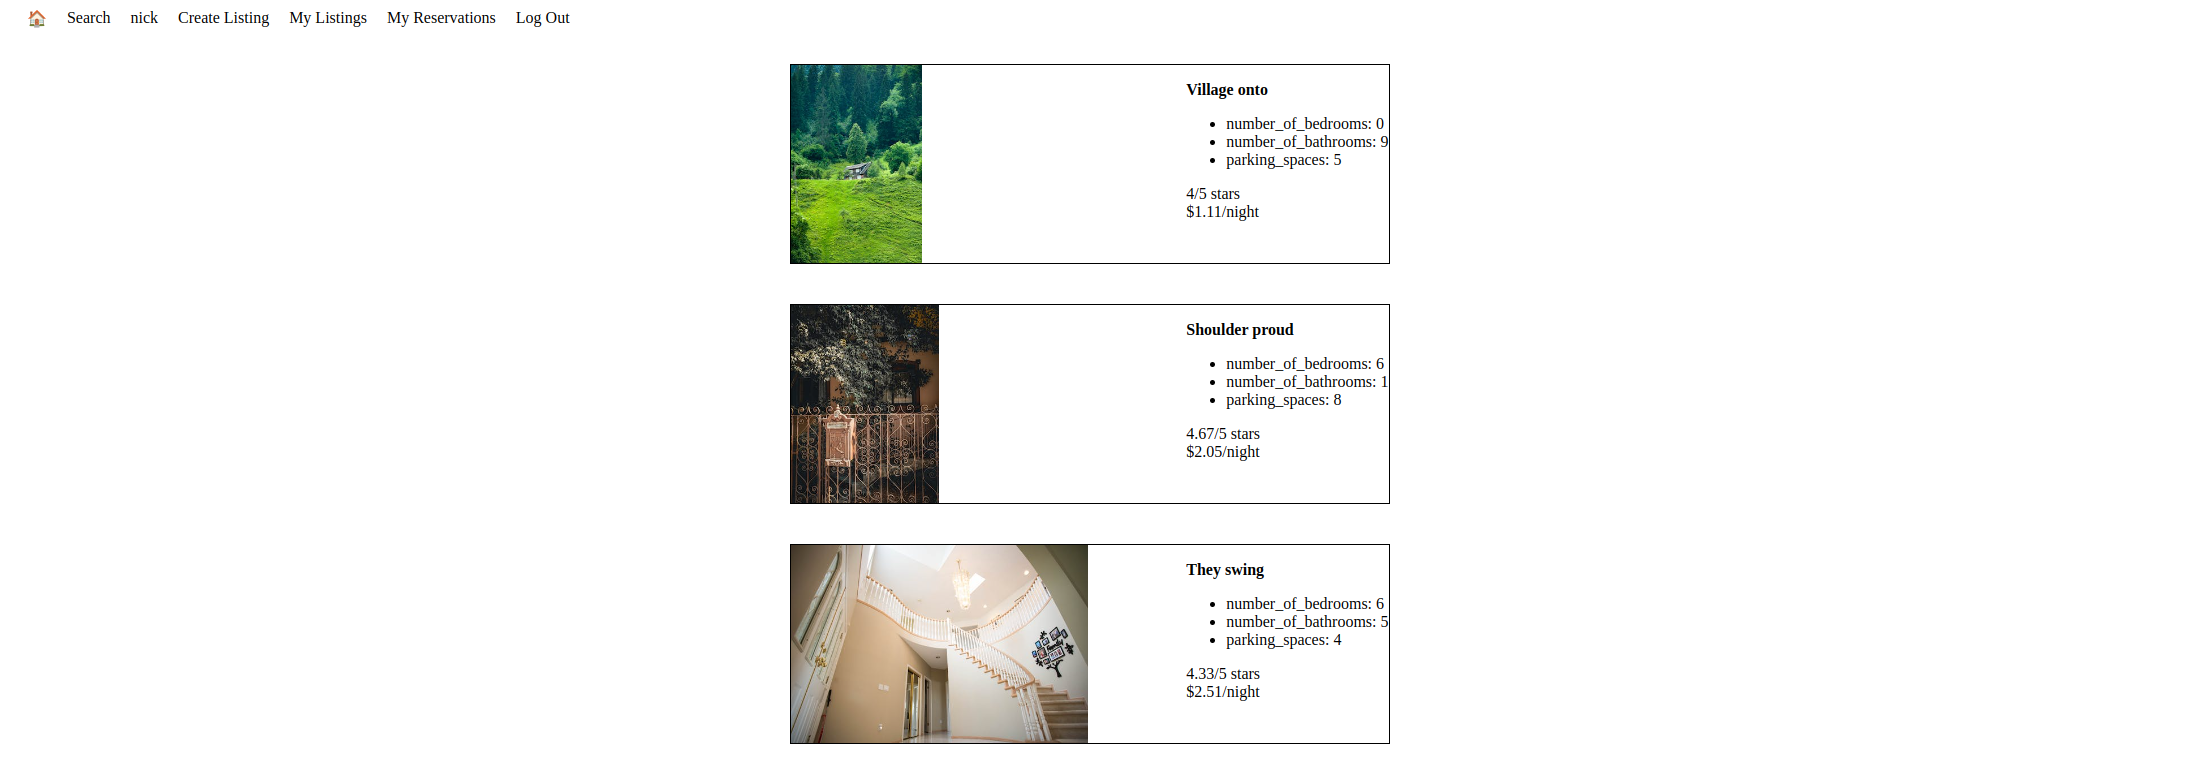 🏠 Search nick Create Listing My Listings My Reservations Log Out
Village onto
• number_of_bedrooms: 0
• number_of_bathrooms: 9
• parking_spaces: 5
4/5 stars
$1.11/night
Shoulder proud
• number_of_bedrooms: 6
• number_of_bathrooms: 1
• parking_spaces: 8
4.67/5 stars
$2.05/night
They swing
• number_of_bedrooms: 6
• number_of_bathrooms: 5
• parking_spaces: 4
4.33/5 stars
$2.51/night